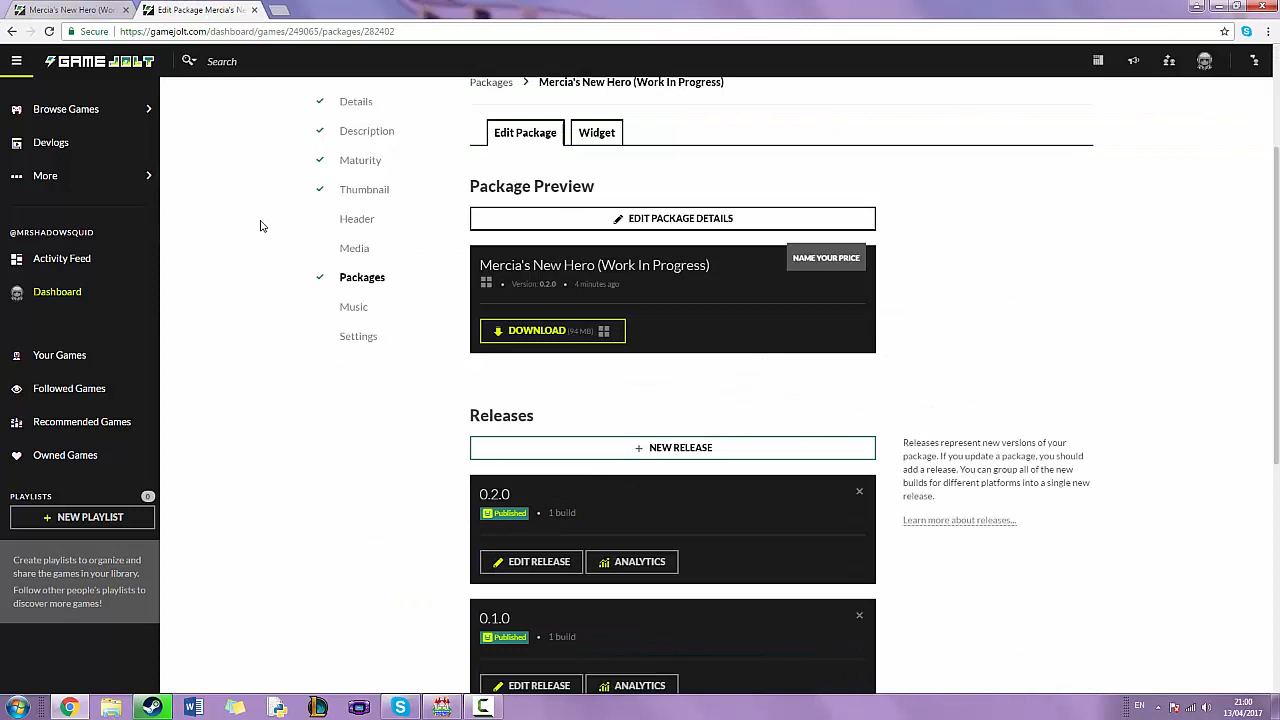 Mercia's New Hero (Wor
Edit Package Mercia's Ne
Secure
https://gamejolt.com/dashboard/games/249065/packages/282402
GAME JOLT
Search
Browse Games
Devlogs
More
@MRSHADOWSQUID
Activity Feed
Dashboard
Your Games
Followed Games
Recommended Games
Owned Games
PLAYLISTS
0
+ NEW PLAYLIST
Create playlists to organize and
share the games in your library.
Follow other people's playlists to
discover more games!
Details
Description
Maturity
Thumbnail
Header
Media
Packages
Music
Settings
Packages > Mercia's New Hero (Work In Progress)
Edit Package
Widget
Package Preview
EDIT PACKAGE DETAILS
Mercia's New Hero (Work In Progress)
NAME YOUR PRICE
• Version: 0.2.0 • 4 minutes ago
DOWNLOAD (94 MB)
Releases
+ NEW RELEASE
0.2.0
Published • 1 build
EDIT RELEASE
ANALYTICS
0.1.0
Published • 1 build
EDIT RELEASE
ANALYTICS
Releases represent new versions of your
package. If you update a package, you should
add a release. You can group all of the new
builds for different platforms into a single new
release.
Learn more about releases...
EN
21:00
13/04/2017